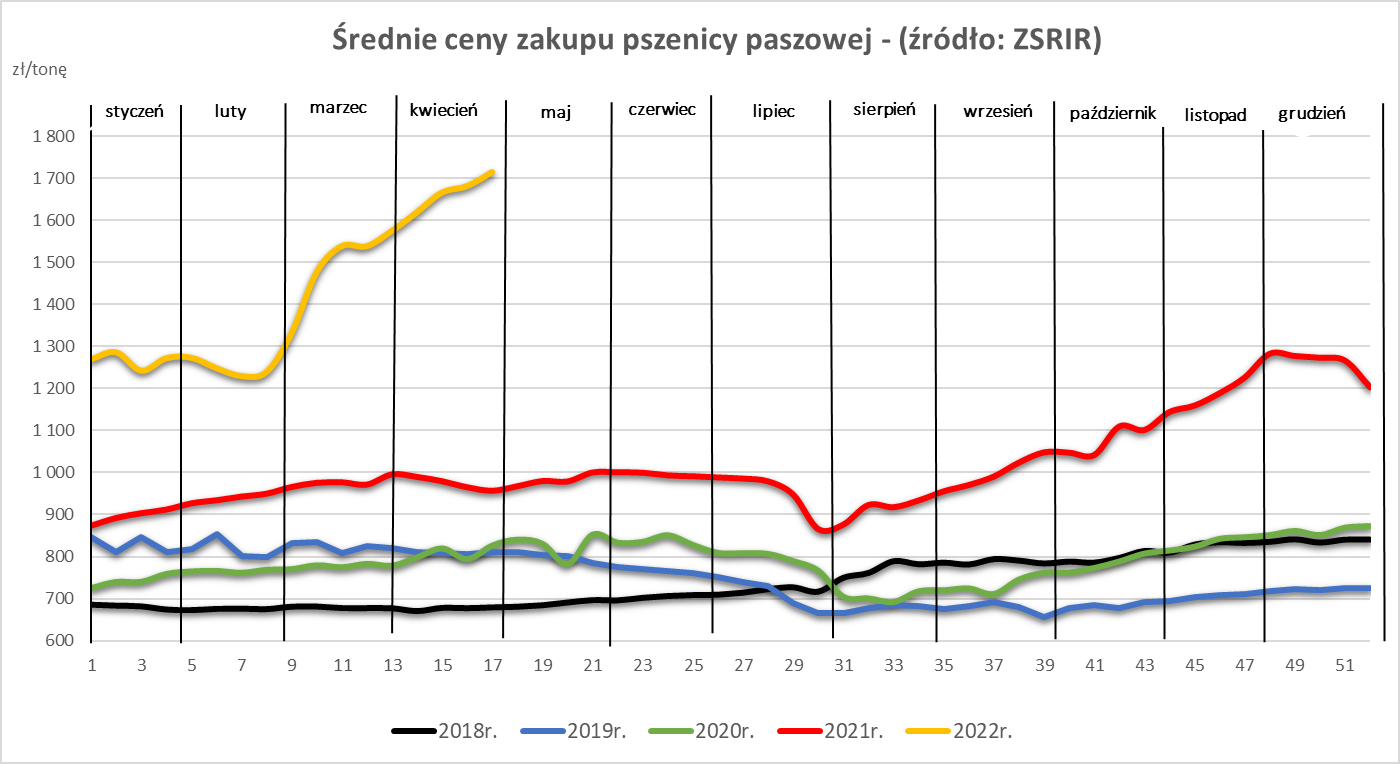 Średnie ceny zakupu pszenicy paszowej - (źródło: ZSRIR)
zł/tonę
styczeń luty marzec kwiecień maj czerwiec lipiec sierpień wrzesień październik listopad grudzień
1 800
1 700
1 600
1 500
1 400
1 300
1 200
1 100
1 000
900
800
700
600
1 3 5 7 9 11 13 15 17 19 21 23 25 27 29 31 33 35 37 39 41 43 45 47 49 51
2018r. 2019r. 2020r. 2021r. 2022r.